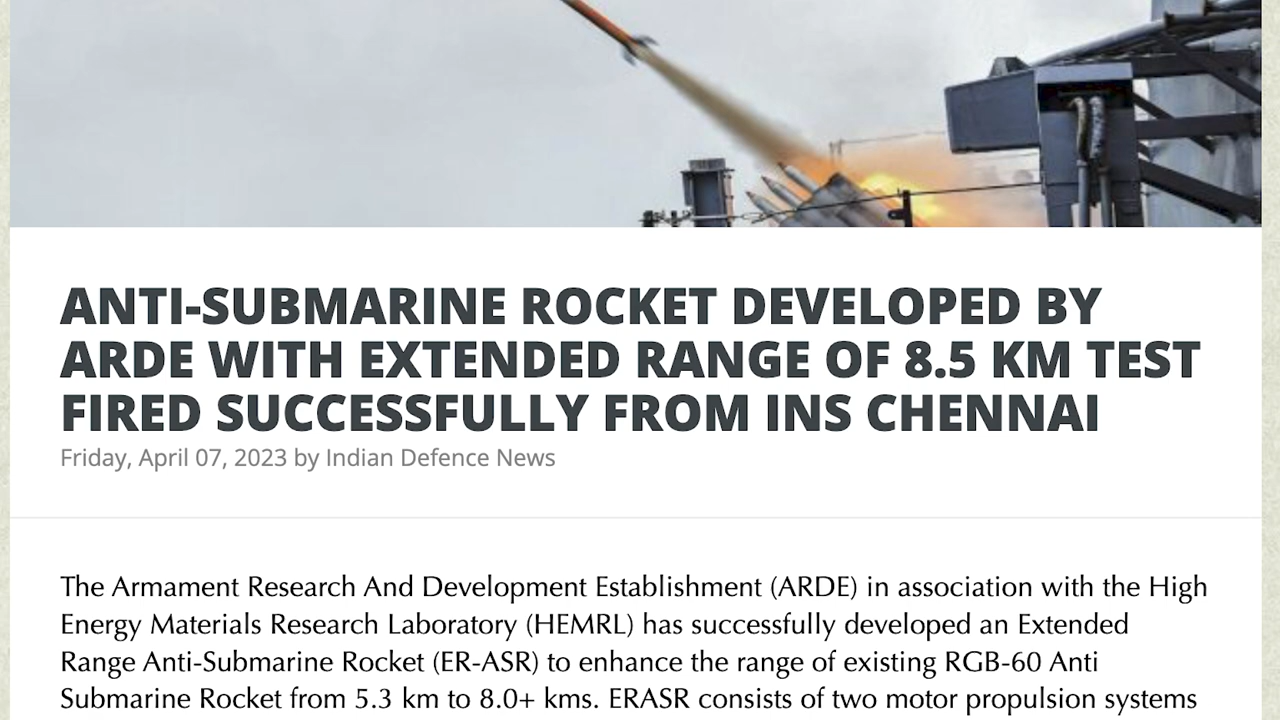 ANTI-SUBMARINE ROCKET DEVELOPED BY
ARDE WITH EXTENDED RANGE OF 8.5 KM TEST
FIRED SUCCESSFULLY FROM INS CHENNAI
Friday, April 07, 2023 by Indian Defence News
The Armament Research And Development Establishment (ARDE) in association with the High
Energy Materials Research Laboratory (HEMRL) has successfully developed an Extended
Range Anti-Submarine Rocket (ER-ASR) to enhance the range of existing RGB-60 Anti
Submarine Rocket from 5.3 km to 8.0+ kms. ERASR consists of two motor propulsion systems